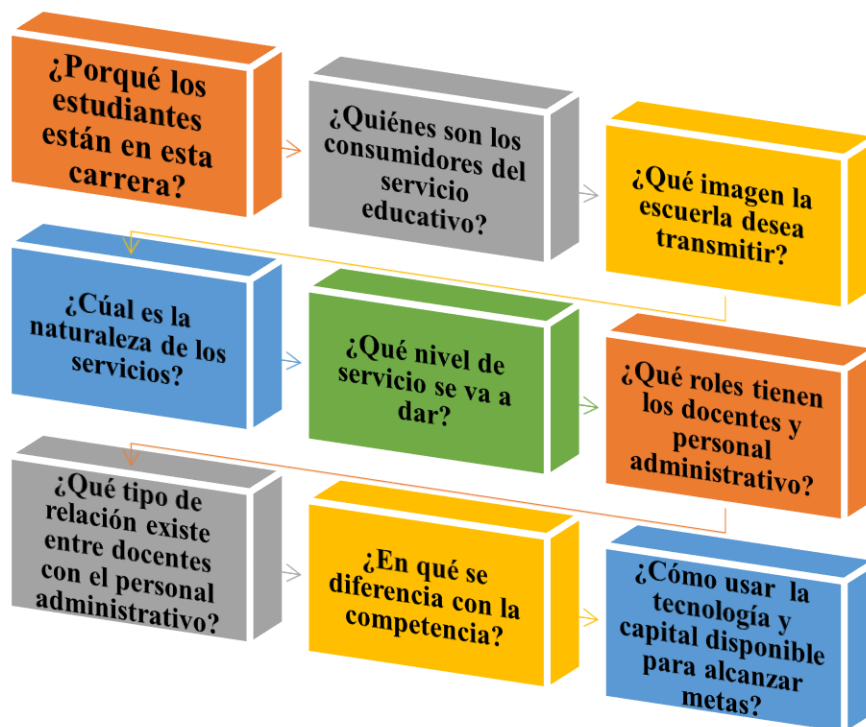 ¿Porqué los
estudiantes
están en esta
carrera?
¿Quiénes son los
consumidores del
servicio
educativo?
¿Qué imagen la
escuerla desea
transmitir?
¿Cúal es la
naturaleza de los
servicios?
¿Qué nivel de
servicio se va a
dar?
¿Qué roles tienen
los docentes y
personal
administrativo?
¿Qué tipo de
relación existe
entre docentes
con el personal
administrativo?
¿En qué se
diferencia con la
competencia?
¿Cómo usar la
tecnología y
capital disponible
para alcanzar
metas?